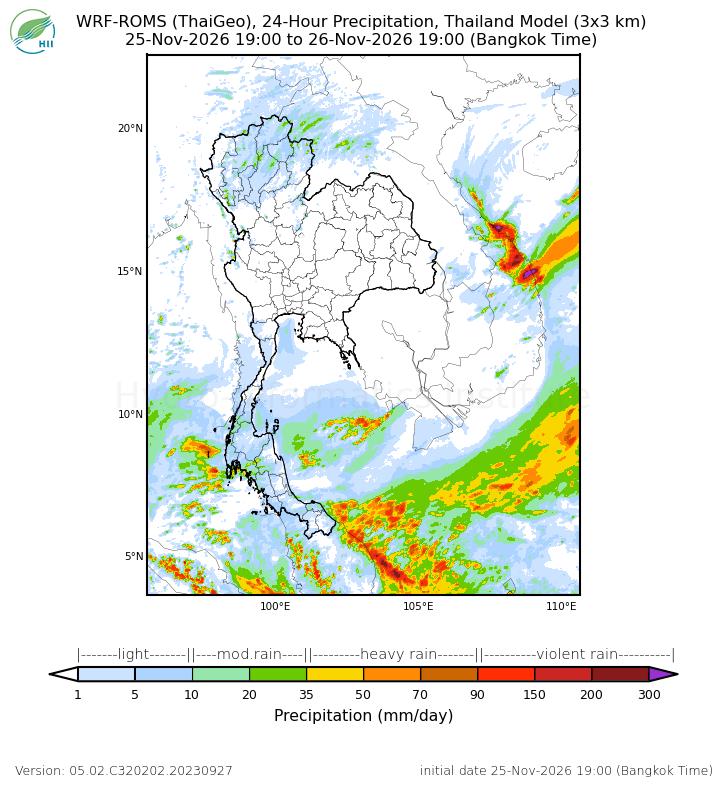 WRF-ROMS (ThaiGeo), 24-Hour Precipitation, Thailand Model (3x3 km)
25-Nov-2026 19:00 to 26-Nov-2026 19:00 (Bangkok Time)
HII
20°N
15°N
10°N
5°N
100°E 105°E 110°E
|-------light-------||----mod.rain----||---------heavy rain---------||----------violent rain----------|
1 5 10 20 35 50 70 90 150 200 300
Precipitation (mm/day)
Version: 05.02.C320202.20230927 initial date 25-Nov-2026 19:00 (Bangkok Time)